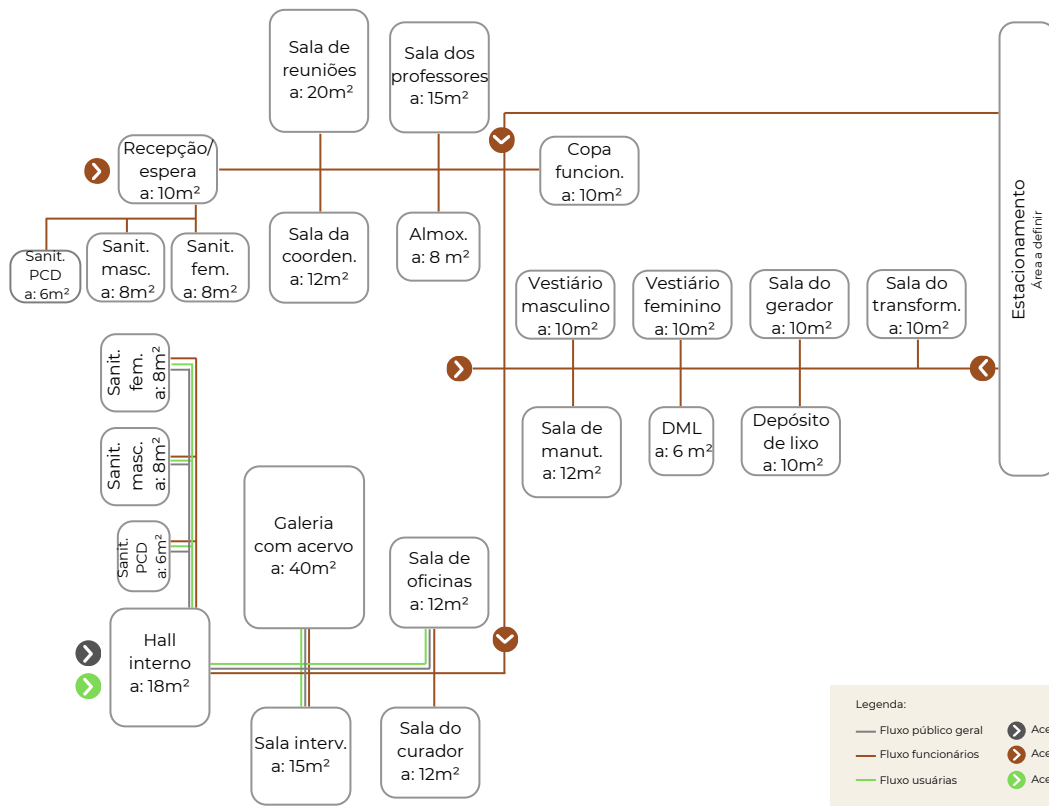 Sala de
reuniões
a: 20m²
Sala dos
professores
a: 15m²
Recepção/
espera
a: 10m²
Copa
funcion.
a: 10m²
Sanit.
PCD
a: 6m²
Sanit.
masc.
a: 8m²
Sanit.
fem.
a: 8m²
Sala da
coorden.
a: 12m²
Almox.
a: 8 m²
Estacionamento
Área a definir
Vestiário
masculino
a: 10m²
Vestiário
feminino
a: 10m²
Sala do
gerador
a: 10m²
Sala do
transform.
a: 10m²
Sala de
manut.
a: 12m²
DML
a: 6 m²
Depósito
de lixo
a: 10m²
Sanit.
fem.
a: 8m²
Sanit.
masc.
a: 8m²
Sanit.
PCD
a: 6m²
Galeria
com acervo
a: 40m²
Sala de
oficinas
a: 12m²
Hall
interno
a: 18m²
Sala interv.
a: 15m²
Sala do
curador
a: 12m²
Legenda:
Fluxo público geral
Ace
Fluxo funcionários
Ace
Fluxo usuárias
Ace